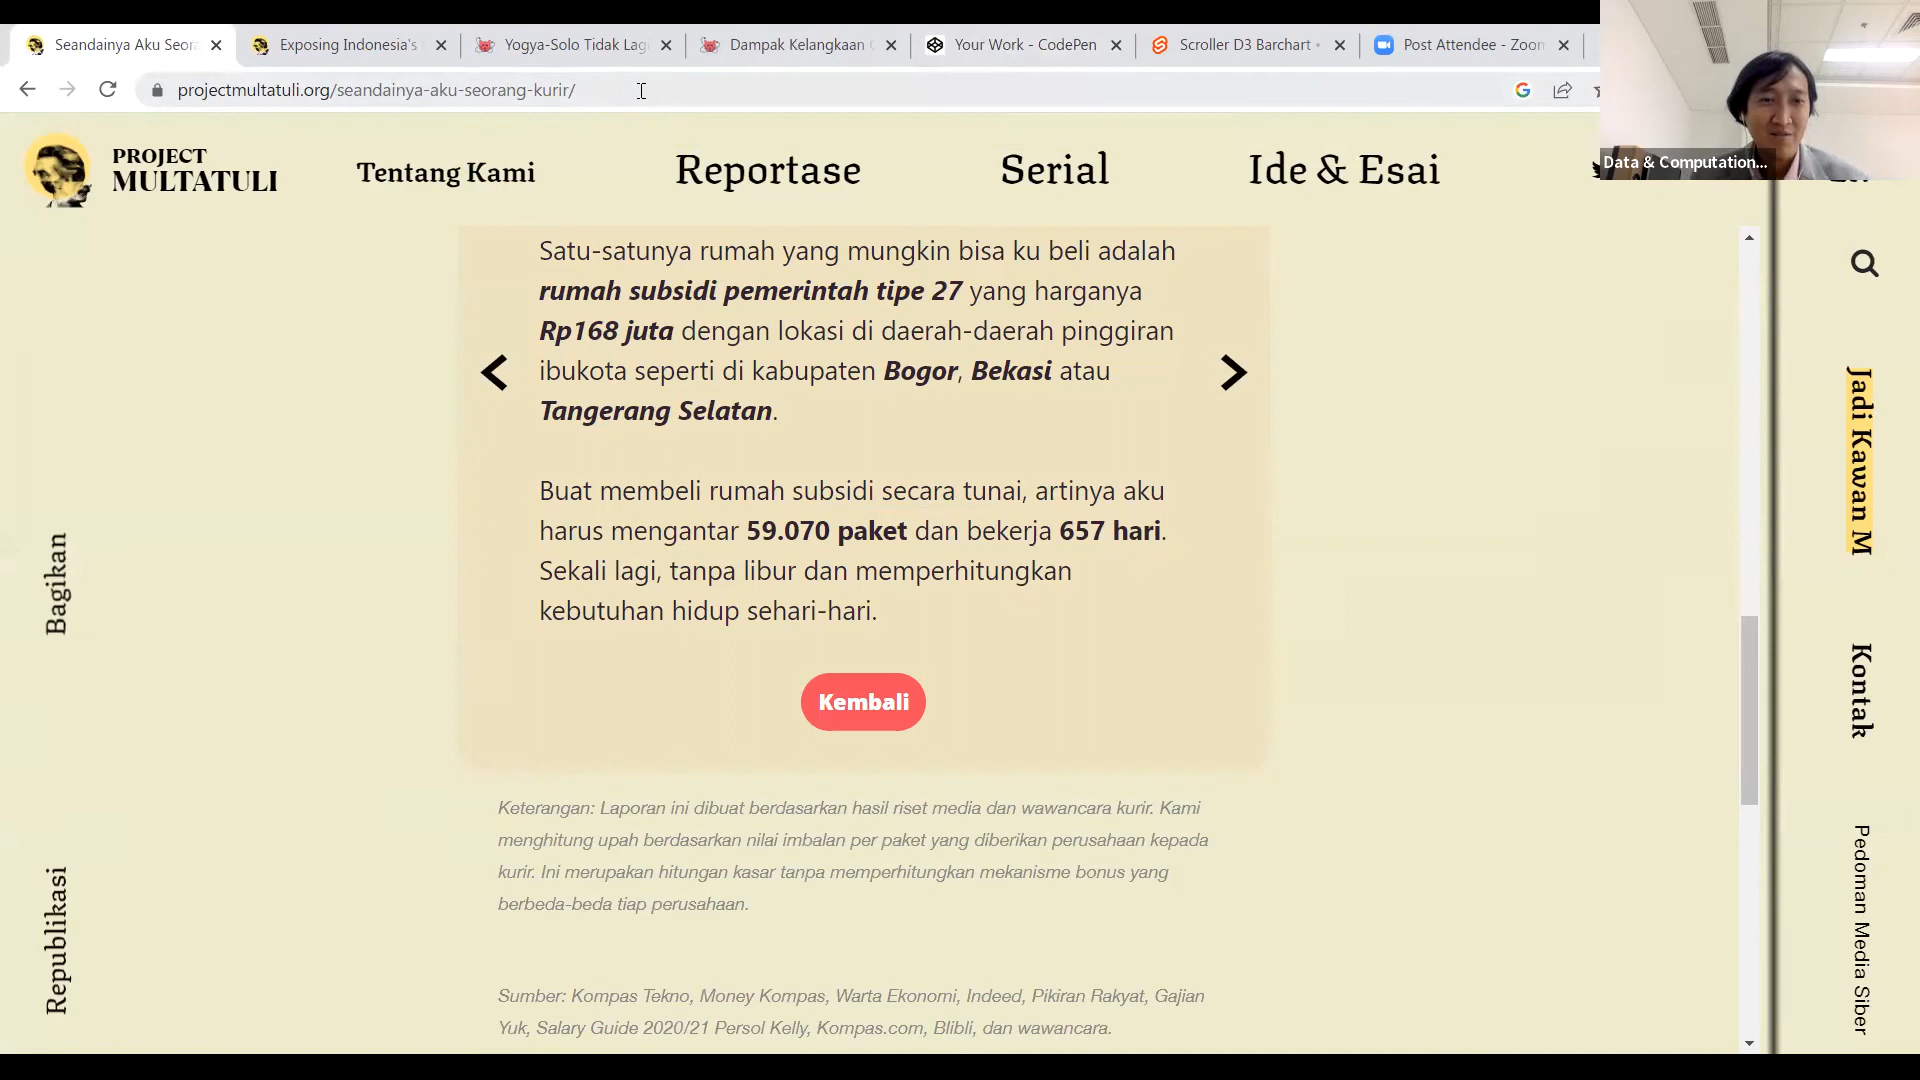 Seandainya Aku Seor
Exposing Indonesia's
Yogya-Solo Tidak Lag
Dampak Kelangkaan
Your Work - CodePen
Scroller D3 Barchart
Post Attendee - Zoom
projectmultatuli.org/seandainya-aku-seorang-kurir/
Data & Computation...
PROJECT
MULTATULI
Tentang Kami
Reportase
Serial
Ide & Esai
Satu-satunya rumah yang mungkin bisa ku beli adalah
rumah subsidi pemerintah tipe 27 yang harganya
Rp168 juta dengan lokasi di daerah-daerah pinggiran
ibukota seperti di kabupaten Bogor, Bekasi atau
Tangerang Selatan.
Buat membeli rumah subsidi secara tunai, artinya aku
harus mengantar 59.070 paket dan bekerja 657 hari.
Sekali lagi, tanpa libur dan memperhitungkan
kebutuhan hidup sehari-hari.
Kembali
Keterangan: Laporan ini dibuat berdasarkan hasil riset media dan wawancara kurir. Kami
menghitung upah berdasarkan nilai imbalan per paket yang diberikan perusahaan kepada
kurir. Ini merupakan hitungan kasar tanpa memperhitungkan mekanisme bonus yang
berbeda-beda tiap perusahaan.
Sumber: Kompas Tekno, Money Kompas, Warta Ekonomi, Indeed, Pikiran Rakyat, Gajian
Yuk, Salary Guide 2020/21 Persol Kelly, Kompas.com, Blibli, dan wawancara.
Bagikan
Republikasi
Jadi Kawan M
Kontak
Pedoman Media Siber